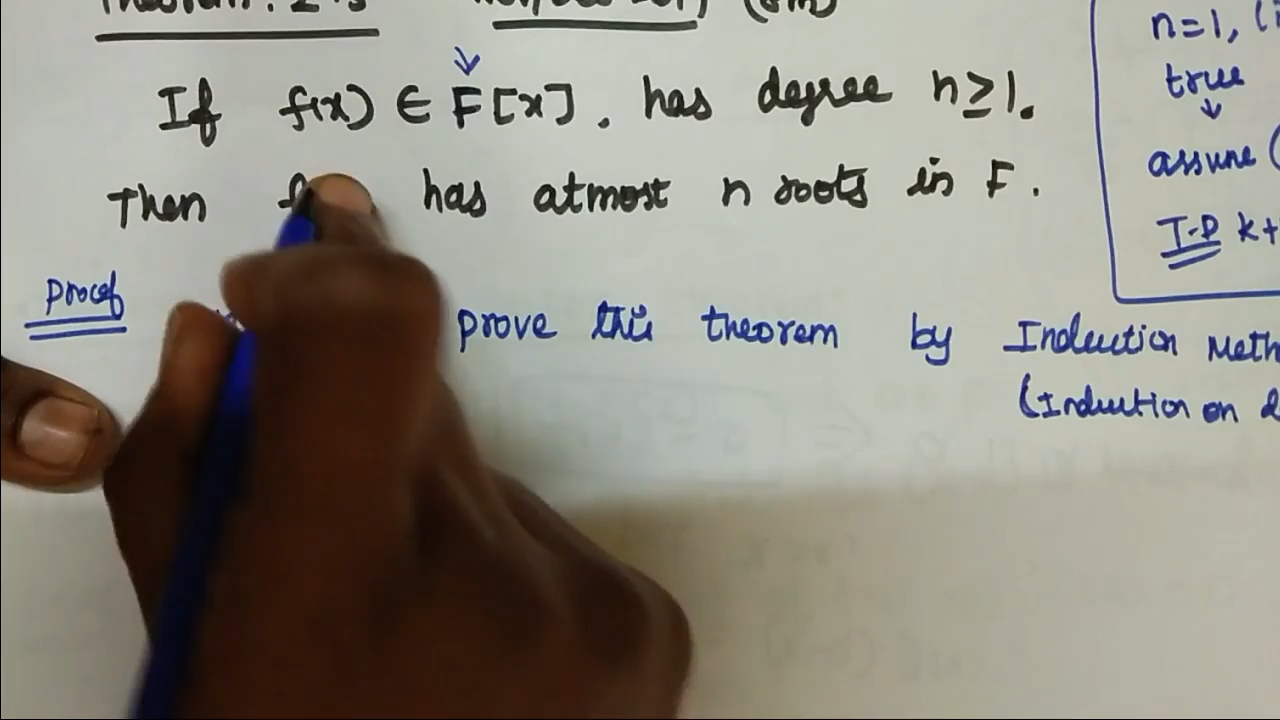 If f(x) ∈ F[x]. has degree n≥1.
Then has atmost n roots in F.
Proof
prove this theorem by Induction
(Induction on
n=1,
true
↓
assume
T.P